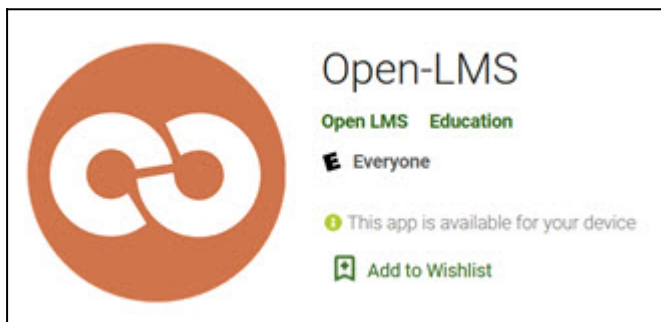 Open-LMS
Open LMS Education
E Everyone
This app is available for your device
Add to Wishlist